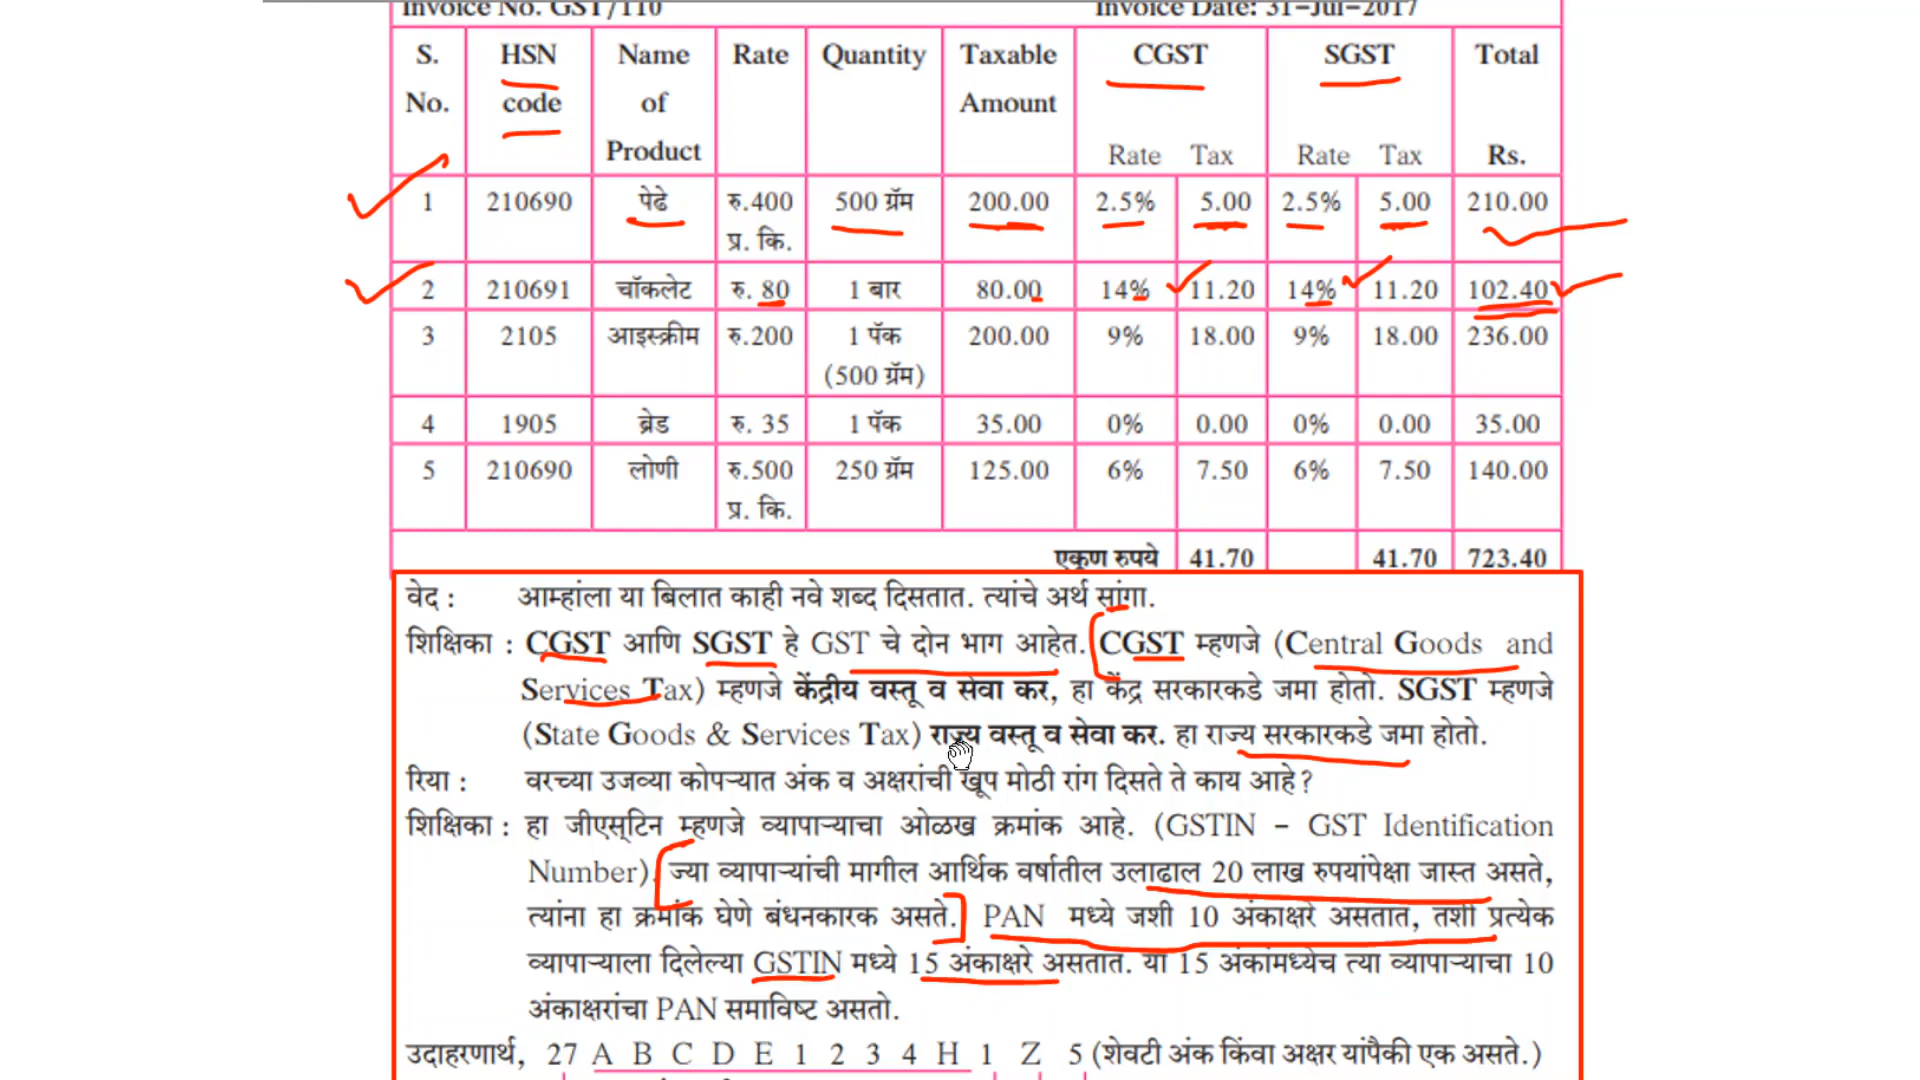 Invoice No. GST/110 Invoice Date: 31-Jul-2017
S. No. HSN code Name of Product Rate Quantity Taxable Amount CGST Rate Tax SGST Rate Tax Total Rs.
1 210690 पेढे रु.400 प्र. कि. 500 ग्रॅम 200.00 2.5% 5.00 2.5% 5.00 210.00
2 210691 चॉकलेट रु. 80 1 बार 80.00 14% 11.20 14% 11.20 102.40
3 2105 आइस्क्रीम रु.200 1 पॅक (500 ग्रॅम) 200.00 9% 18.00 9% 18.00 236.00
4 1905 ब्रेड रु. 35 1 पॅक 35.00 0% 0.00 0% 0.00 35.00
5 210690 लोणी रु.500 प्र. कि. 250 ग्रॅम 125.00 6% 7.50 6% 7.50 140.00
एकूण रुपये 41.70 41.70 723.40
वेद : आम्हांला या बिलात काही नवे शब्द दिसतात. त्यांचे अर्थ सांगा.
शिक्षिका : CGST आणि SGST हे GST चे दोन भाग आहेत. CGST म्हणजे (Central Goods and
Services Tax) म्हणजे केंद्रीय वस्तू व सेवा कर, हा केंद्र सरकारकडे जमा होतो. SGST म्हणजे
(State Goods & Services Tax) राज्य वस्तू व सेवा कर. हा राज्य सरकारकडे जमा होतो.
रिया : वरच्या उजव्या कोपऱ्यात अंक व अक्षरांची खूप मोठी रांग दिसते ते काय आहे?
शिक्षिका : हा जीएस्‌टिन म्हणजे व्यापाऱ्याचा ओळख क्रमांक आहे. (GSTIN – GST Identification
Number). ज्या व्यापाऱ्यांची मागील आर्थिक वर्षातील उलाढाल 20 लाख रुपयांपेक्षा जास्त असते,
त्यांना हा क्रमांक घेणे बंधनकारक असते. PAN मध्ये जशी 10 अंकाक्षरे असतात, तशी प्रत्येक
व्यापाऱ्याला दिलेल्या GSTIN मध्ये 15 अंकाक्षरे असतात. या 15 अंकांमध्येच त्या व्यापाऱ्याचा 10
अंकाक्षरांचा PAN समाविष्ट असतो.
उदाहरणार्थ, 27 A B C D E 1 2 3 4 H 1 Z 5 (शेवटी अंक किंवा अक्षर यांपैकी एक असते.)